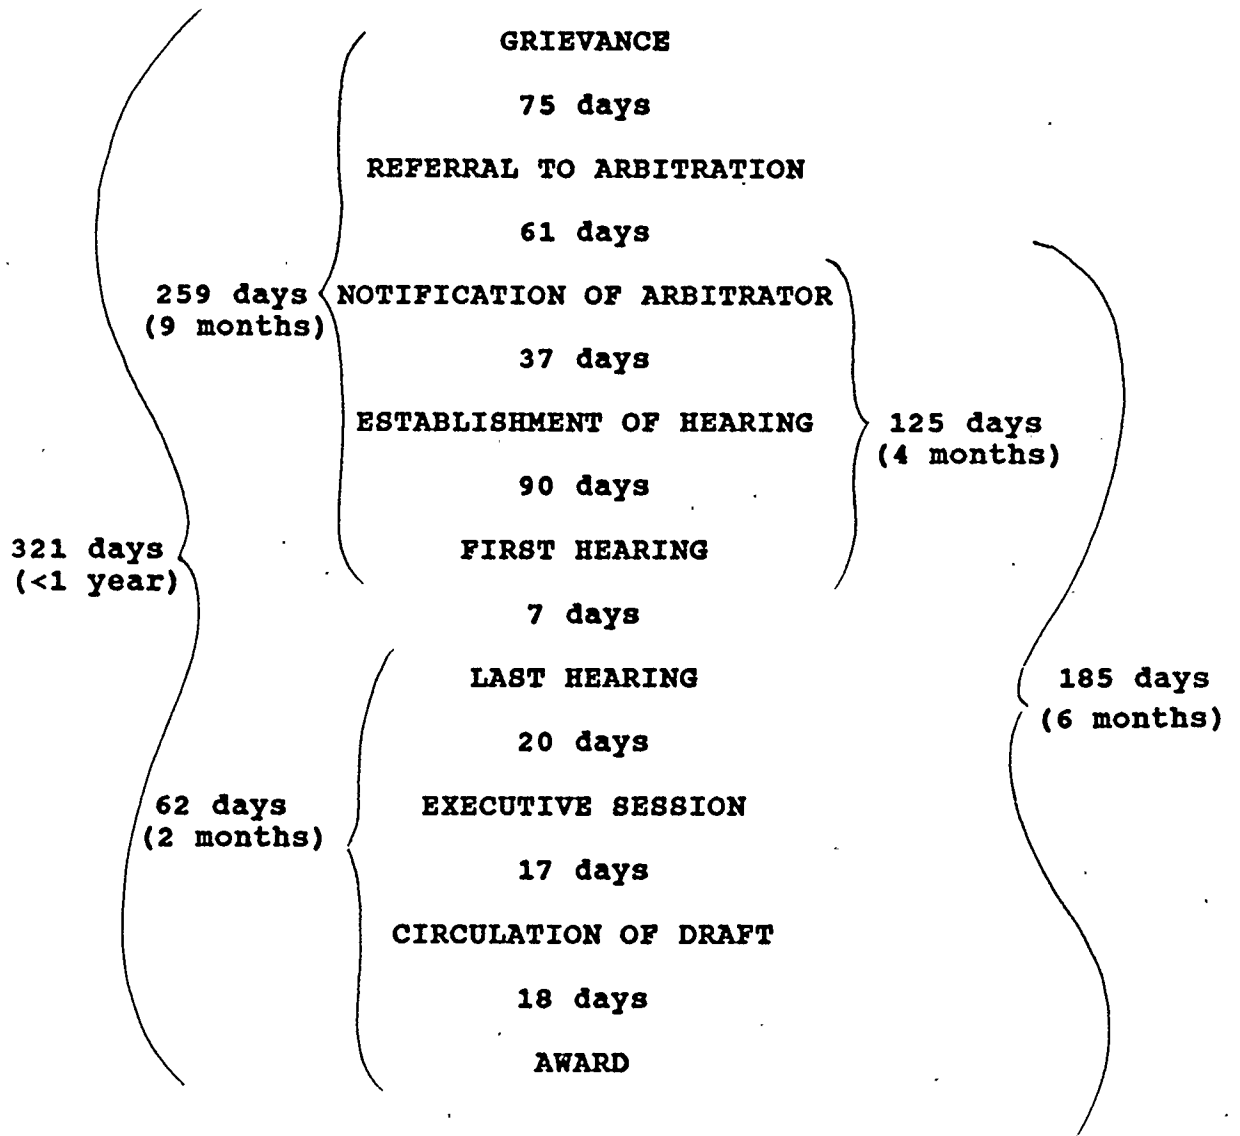 GRIEVANCE
75 days
REFERRAL TO ARBITRATION
61 days
259 days
(9 months)
NOTIFICATION OF ARBITRATOR
37 days
ESTABLISHMENT OF HEARING
125 days
(4 months)
90 days
321 days
(<1 year)
FIRST HEARING
7 days
LAST HEARING
185 days
(6 months)
20 days
62 days
(2 months)
EXECUTIVE SESSION
17 days
CIRCULATION OF DRAFT
18 days
AWARD